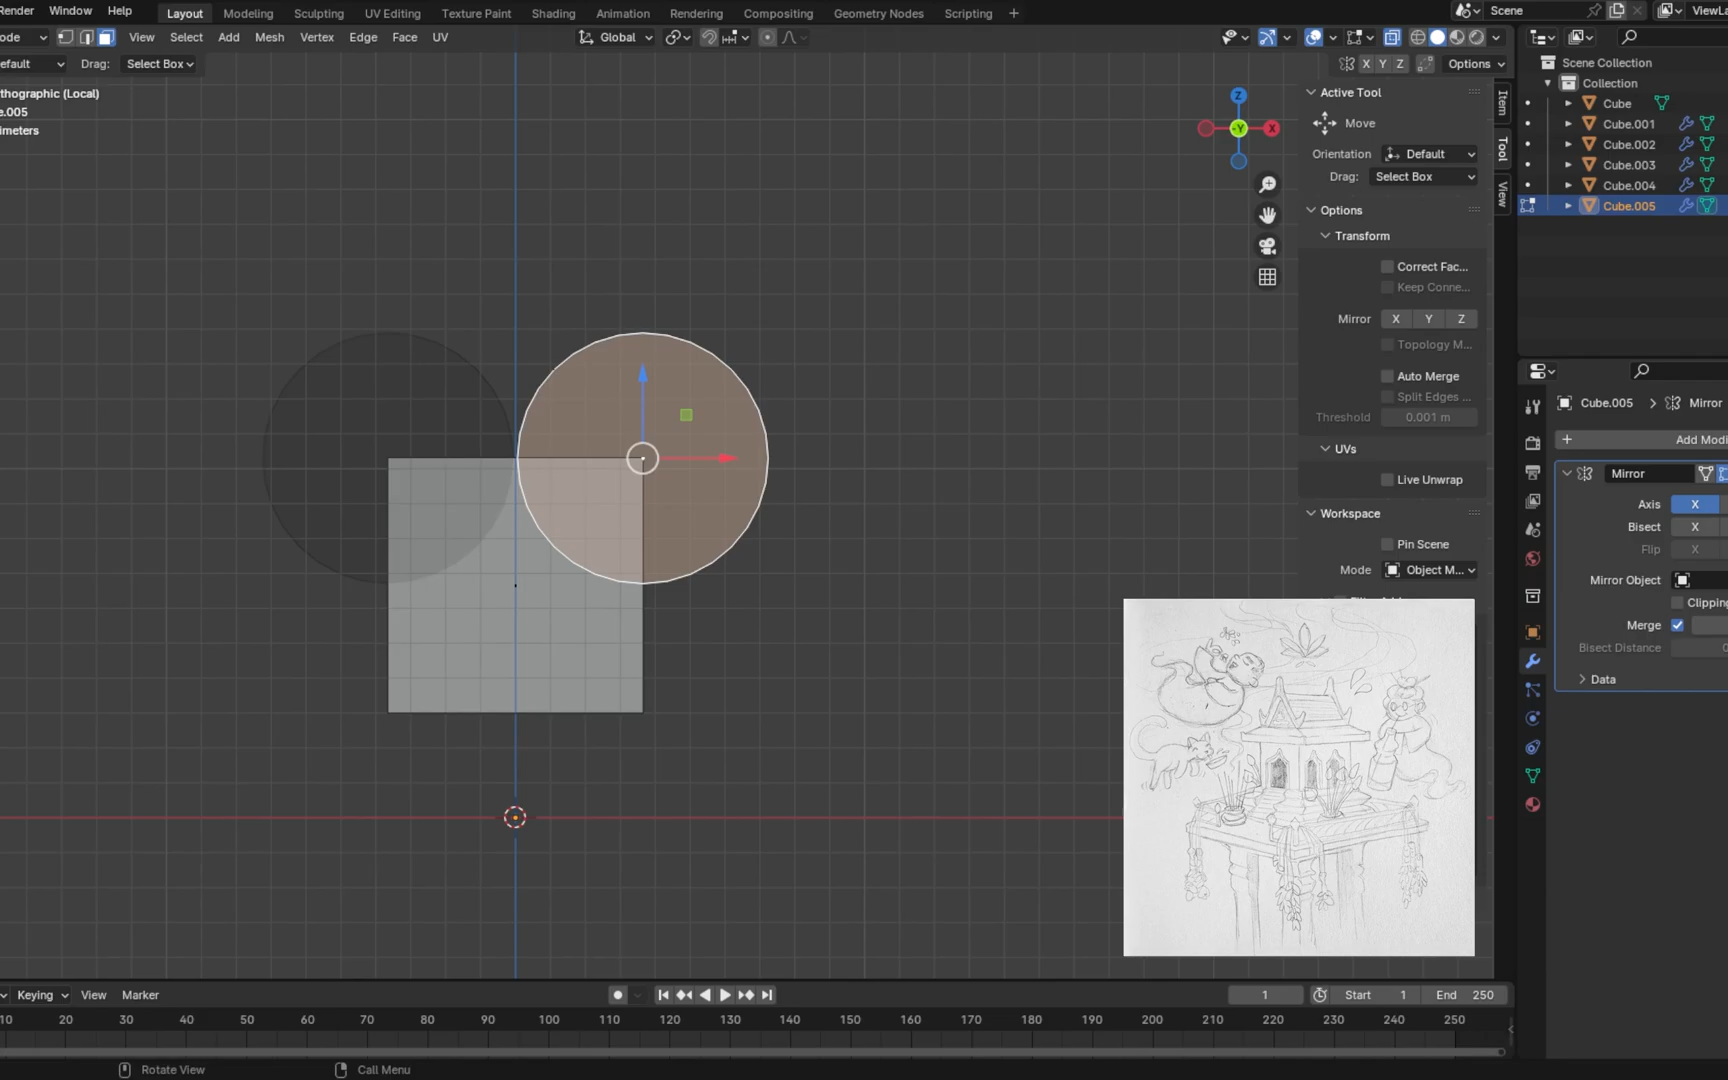 Render Window Help
Layout Modeling Sculpting UV Editing Texture Paint Shading Animation Rendering Compositing Geometry Nodes Scripting +
Scene
ViewLa
ode View Select Add Mesh Vertex Edge Face UV
Global
efault Drag: Select Box
X Y Z Options
thographic (Local)
e.005
imeters
Z
-Y
X
Active Tool
Move
Orientation Default
Drag: Select Box
Options
Transform
Correct Fac...
Keep Conne...
Mirror X Y Z
Topology M...
Auto Merge
Split Edges ...
Threshold 0.001 m
UVs
Live Unwrap
Workspace
Pin Scene
Mode Object M...
Item
Tool
View
Scene Collection
Collection
Cube
Cube.001
Cube.002
Cube.003
Cube.004
Cube.005
Cube.005 > Mirror
+ Add Modi
Mirror
Axis X
Bisect X
Flip X
Mirror Object
Clipping
Merge
Bisect Distance
Data
Keying View Marker
1 Start 1 End 250
10 20 30 40 50 60 70 80 90 100 110 120 130 140 150 160 170 180 190 200 210 220 230 240 250
Rotate View Call Menu